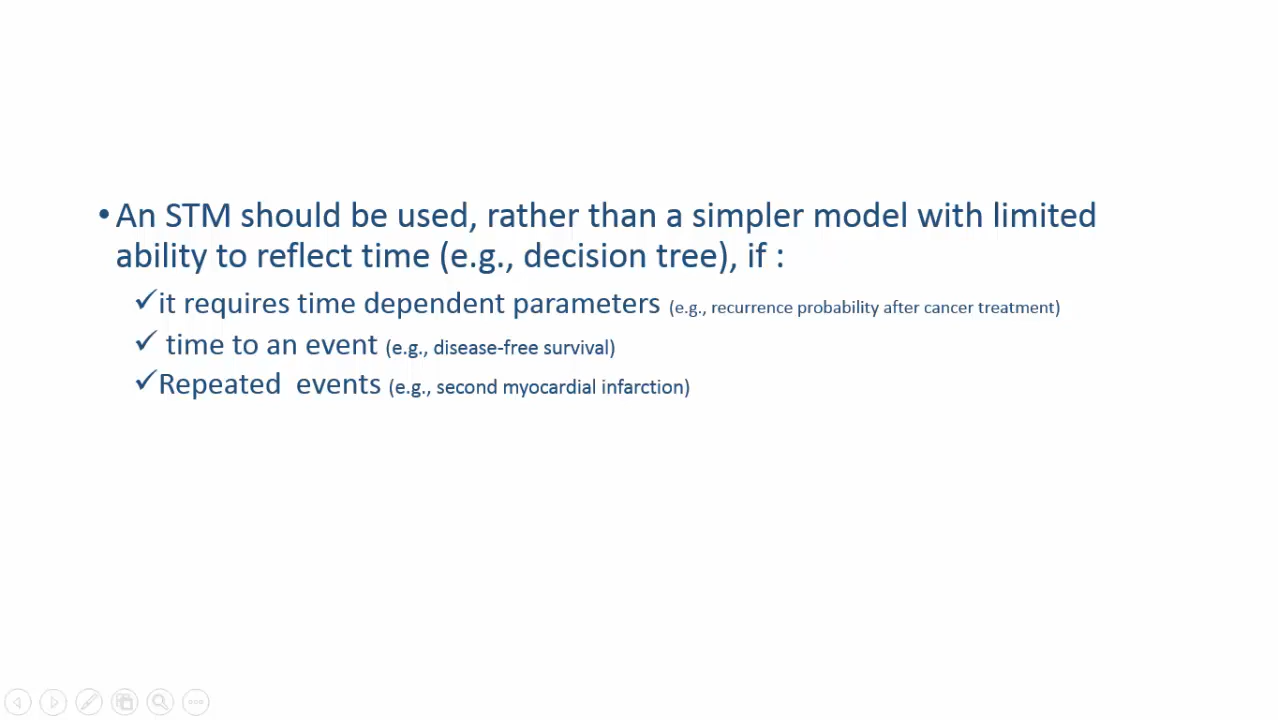 • An STM should be used, rather than a simpler model with limited
ability to reflect time (e.g., decision tree), if :
✓it requires time dependent parameters (e.g., recurrence probability after cancer treatment)
✓ time to an event (e.g., disease-free survival)
✓Repeated  events (e.g., second myocardial infarction)